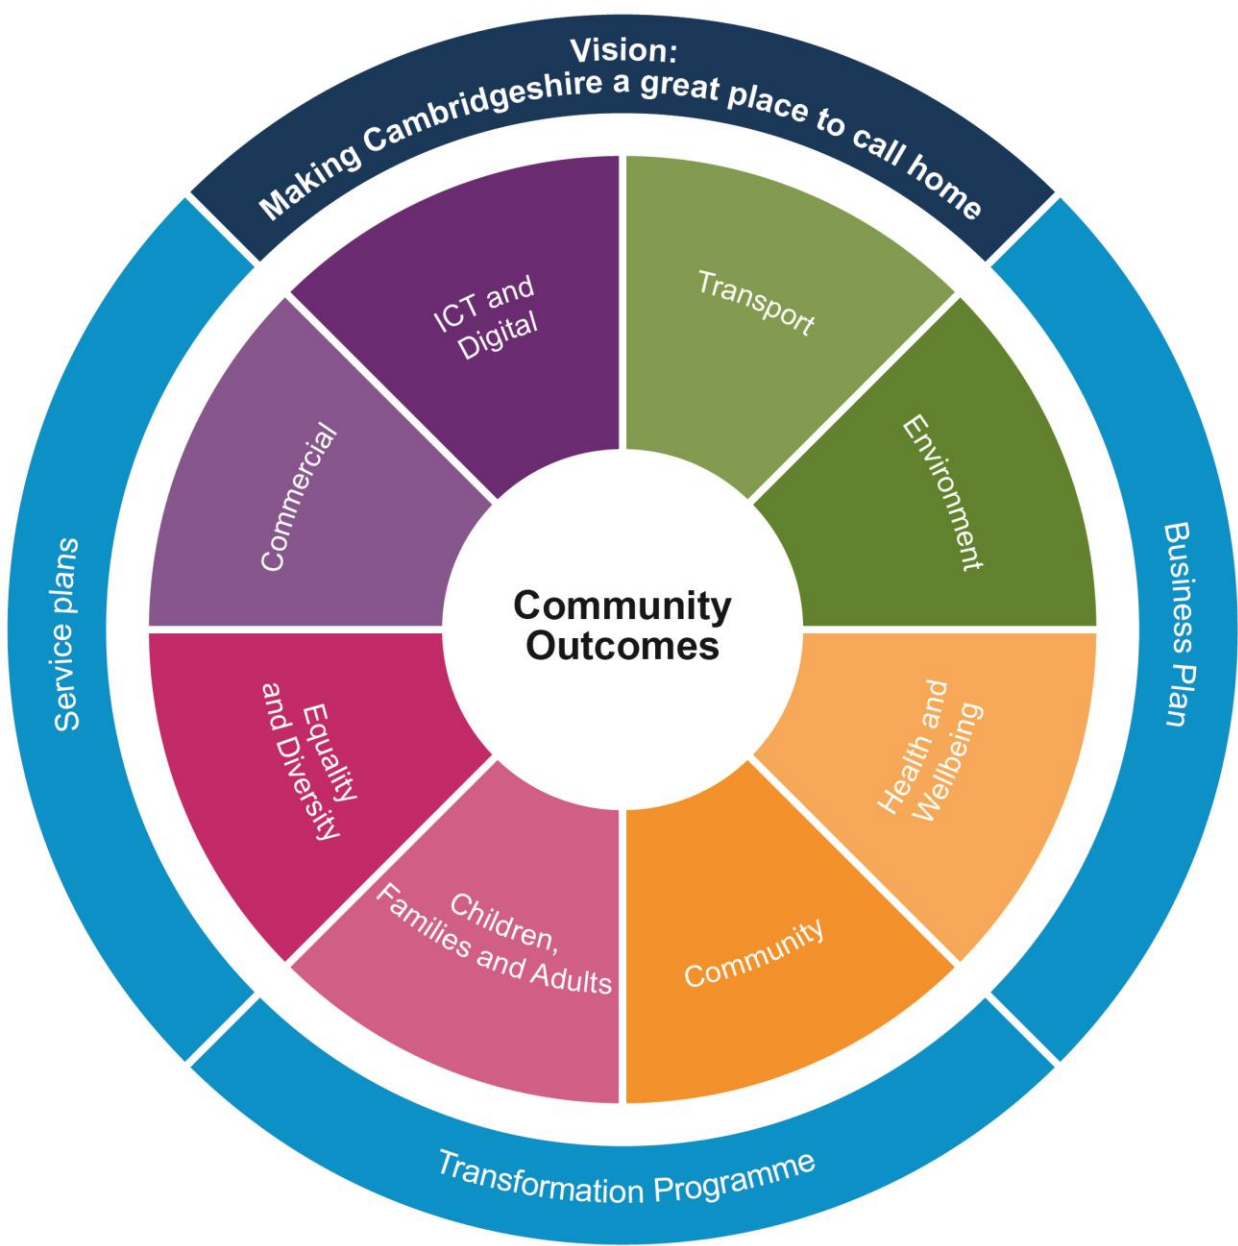 Vision:
Making Cambridgeshire a great place to call home
ICT and
Digital
Transport
Environment
Commercial
Community
Outcomes
Service plans
Business Plan
Equality
and Diversity
Health and
Wellbeing
Children,
Families and Adults
Community
Transformation Programme